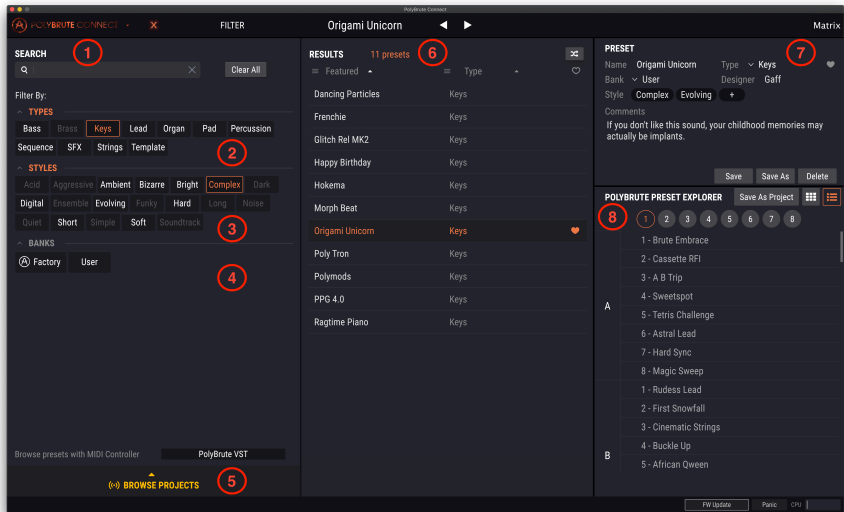 PolyBrute Connect
POLYBRUTE CONNECT
FILTER
Origami Unicorn
Matrix
SEARCH
1
Clear All
Filter By:
TYPES
Bass Brass Keys Lead Organ Pad Percussion
Sequence SFX Strings Template
2
STYLES
Acid Aggressive Ambient Bizarre Bright Complex Dark
Digital Ensemble Evolving Funky Hard Long Noise
Quiet Short Simple Soft Soundtrack
3
BANKS
Factory User
4
Browse presets with MIDI Controller PolyBrute VST
BROWSE PROJECTS
5
RESULTS 11 presets
6
Featured Type
Dancing Particles Keys
Frenchie Keys
Glitch Rel MK2 Keys
Happy Birthday Keys
Hokema Keys
Morph Beat Keys
Origami Unicorn Keys
Poly Tron Keys
Polymods Keys
PPG 4.0 Keys
Ragtime Piano Keys
PRESET
7
Name Origami Unicorn Type Keys
Bank User Designer Gaff
Style Complex Evolving +
Comments
If you don't like this sound, your childhood memories may
actually be implants.
Save Save As Delete
POLYBRUTE PRESET EXPLORER Save As Project
8
1 2 3 4 5 6 7 8
A
1 - Brute Embrace
2 - Cassette RFI
3 - A B Trip
4 - Sweetspot
5 - Tetris Challenge
6 - Astral Lead
7 - Hard Sync
8 - Magic Sweep
B
1 - Rudess Lead
2 - First Snowfall
3 - Cinematic Strings
4 - Buckle Up
5 - African Qween
FW Update Panic CPU